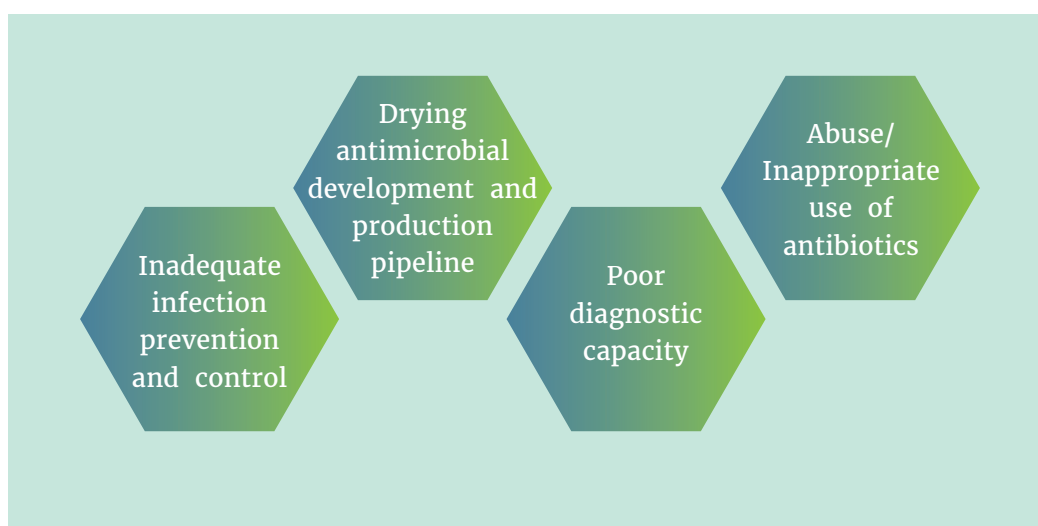 Inadequate
infection
prevention
and control
Drying
antimicrobial
development and
production
pipeline
Poor
diagnostic
capacity
Abuse/
Inappropriate
use of
antibiotics